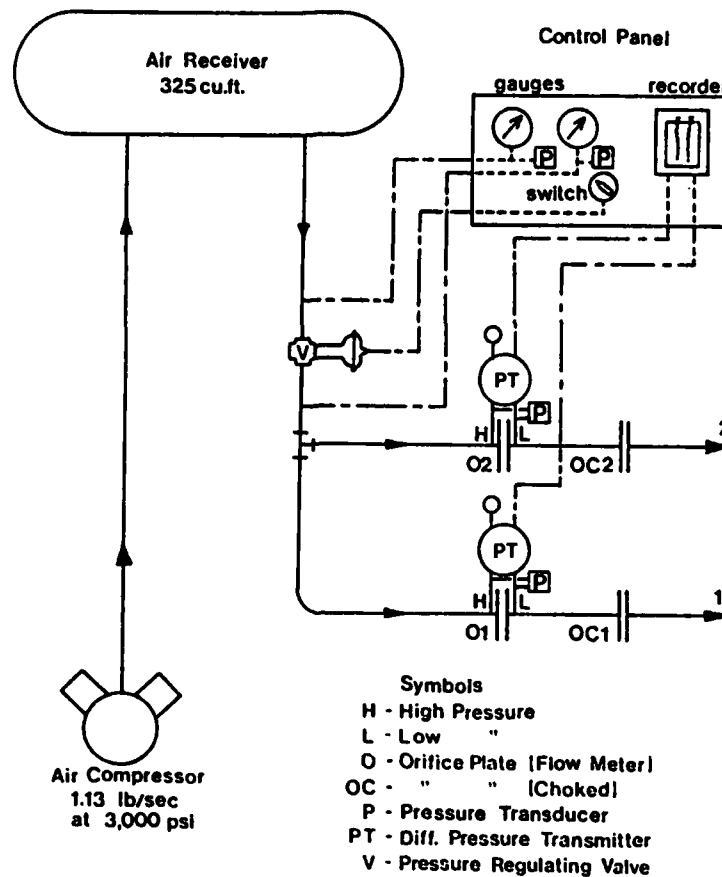 Air Receiver
325 cu.ft.
Control Panel
gauges
recorde
P
P
switch
V
PT
P
H L
O2
OC2
2
PT
P
H L
O1
OC1
1
Air Compressor
1.13 lb/sec
at 3,000 psi
Symbols
H - High Pressure
L - Low "
O - Orifice Plate (Flow Meter)
OC - " " (Choked)
P - Pressure Transducer
PT - Diff. Pressure Transmitter
V - Pressure Regulating Valve